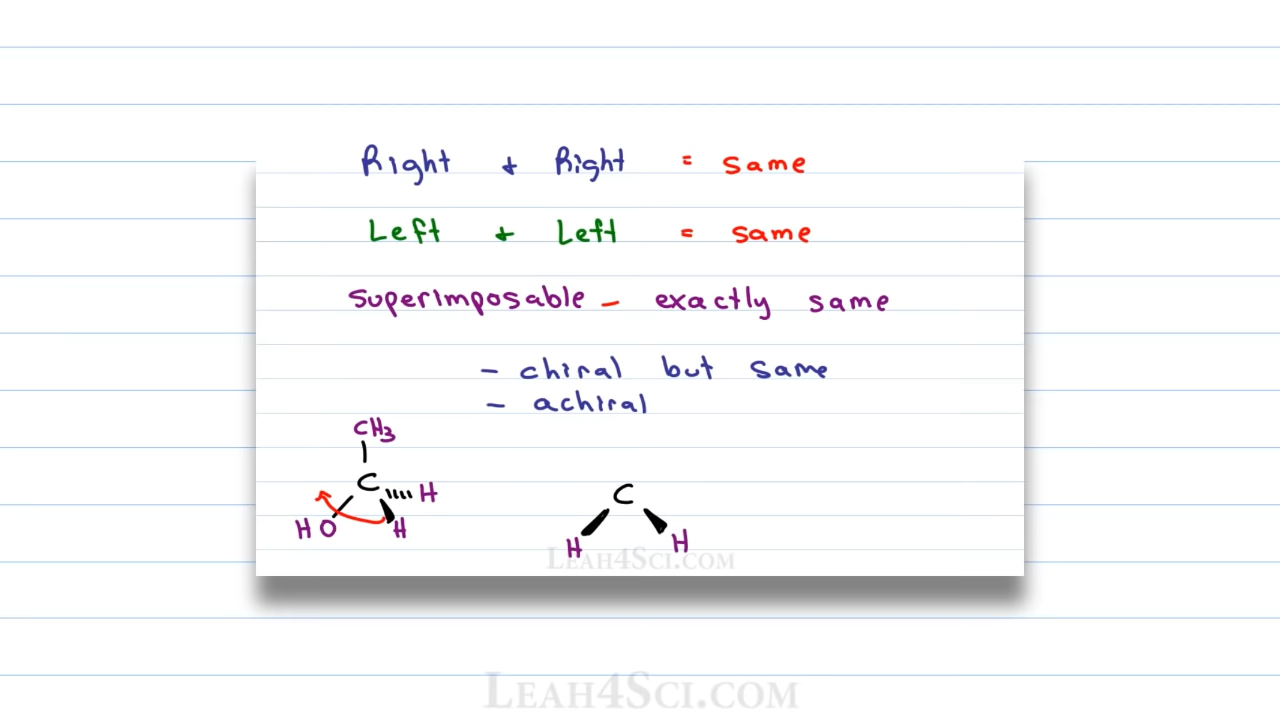 Right + Right = same
Left + Left = same
superimposable - exactly same
- chiral but same
- achiral
CH3
C H
HO H
C
H H
LEAH4SCI.COM
LEAH4SCI.COM